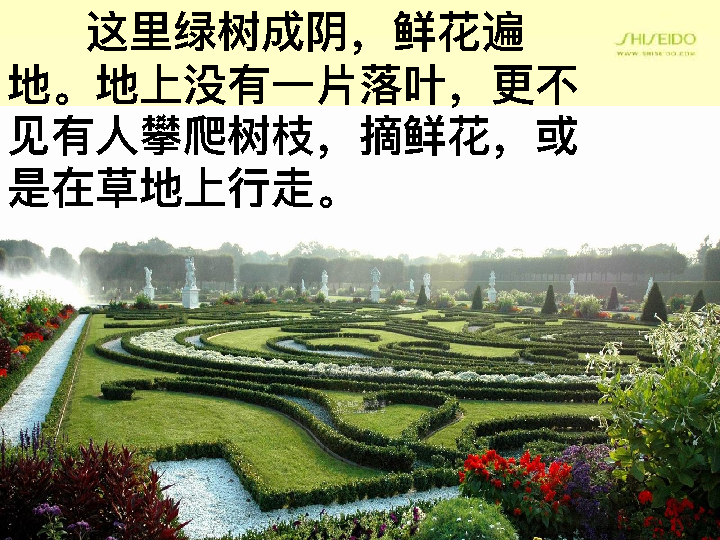 这里绿树成阴，鲜花遍
地。地上没有一片落叶，更不
见有人攀爬树枝，摘鲜花，或
是在草地上行走。
SHISEIDO
WWW.SHISEIDO.COM